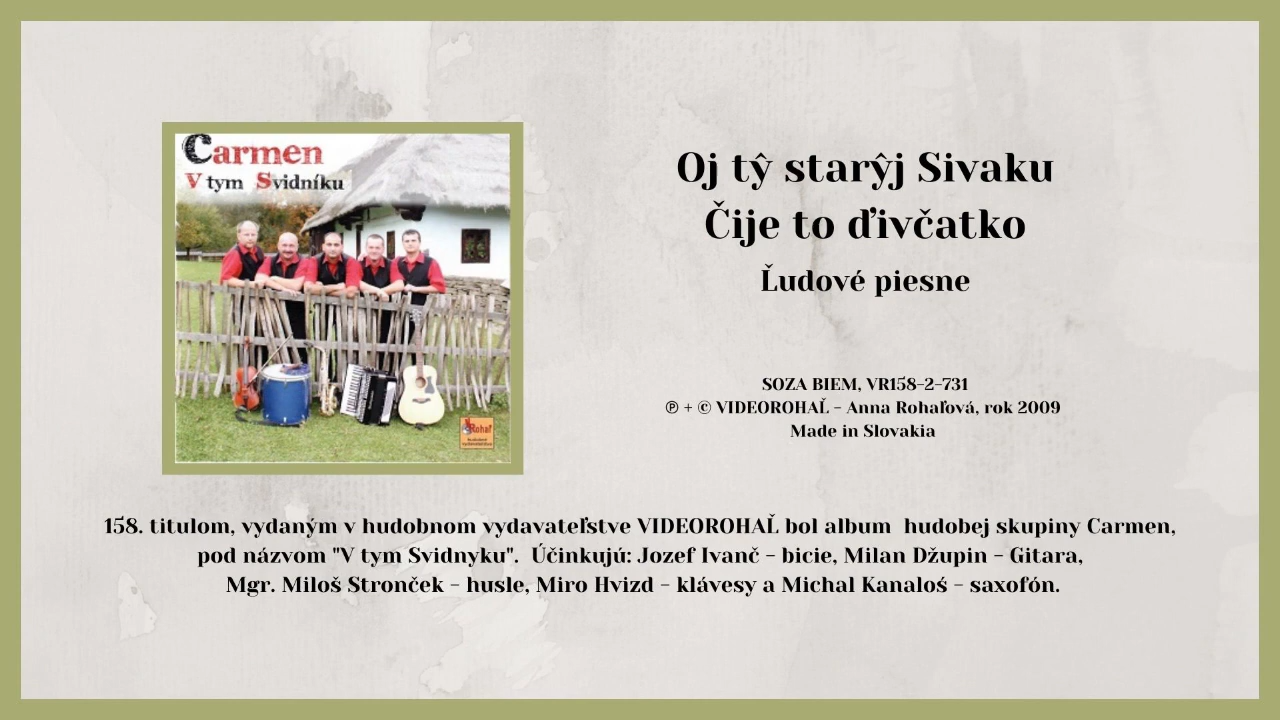 Carmen
V tym Svidníku
Rohaľ
Oj tŷ starŷj Sivaku
Čije to ďivčatko
Ľudové piesne
SOZA BIEM, VR158-2-731
℗ + © VIDEOROHAĽ - Anna Rohaľová, rok 2009
Made in Slovakia
158. titulom, vydaným v hudobnom vydavateľstve VIDEOROHAĽ bol album  hudobej skupiny Carmen,
pod názvom "V tym Svidnyku".  Účinkujú: Jozef Ivanč - bicie, Milan Džupin - Gitara,
Mgr. Miloš Stronček - husle, Miro Hvizd - klávesy a Michal Kanaloś - saxofón.